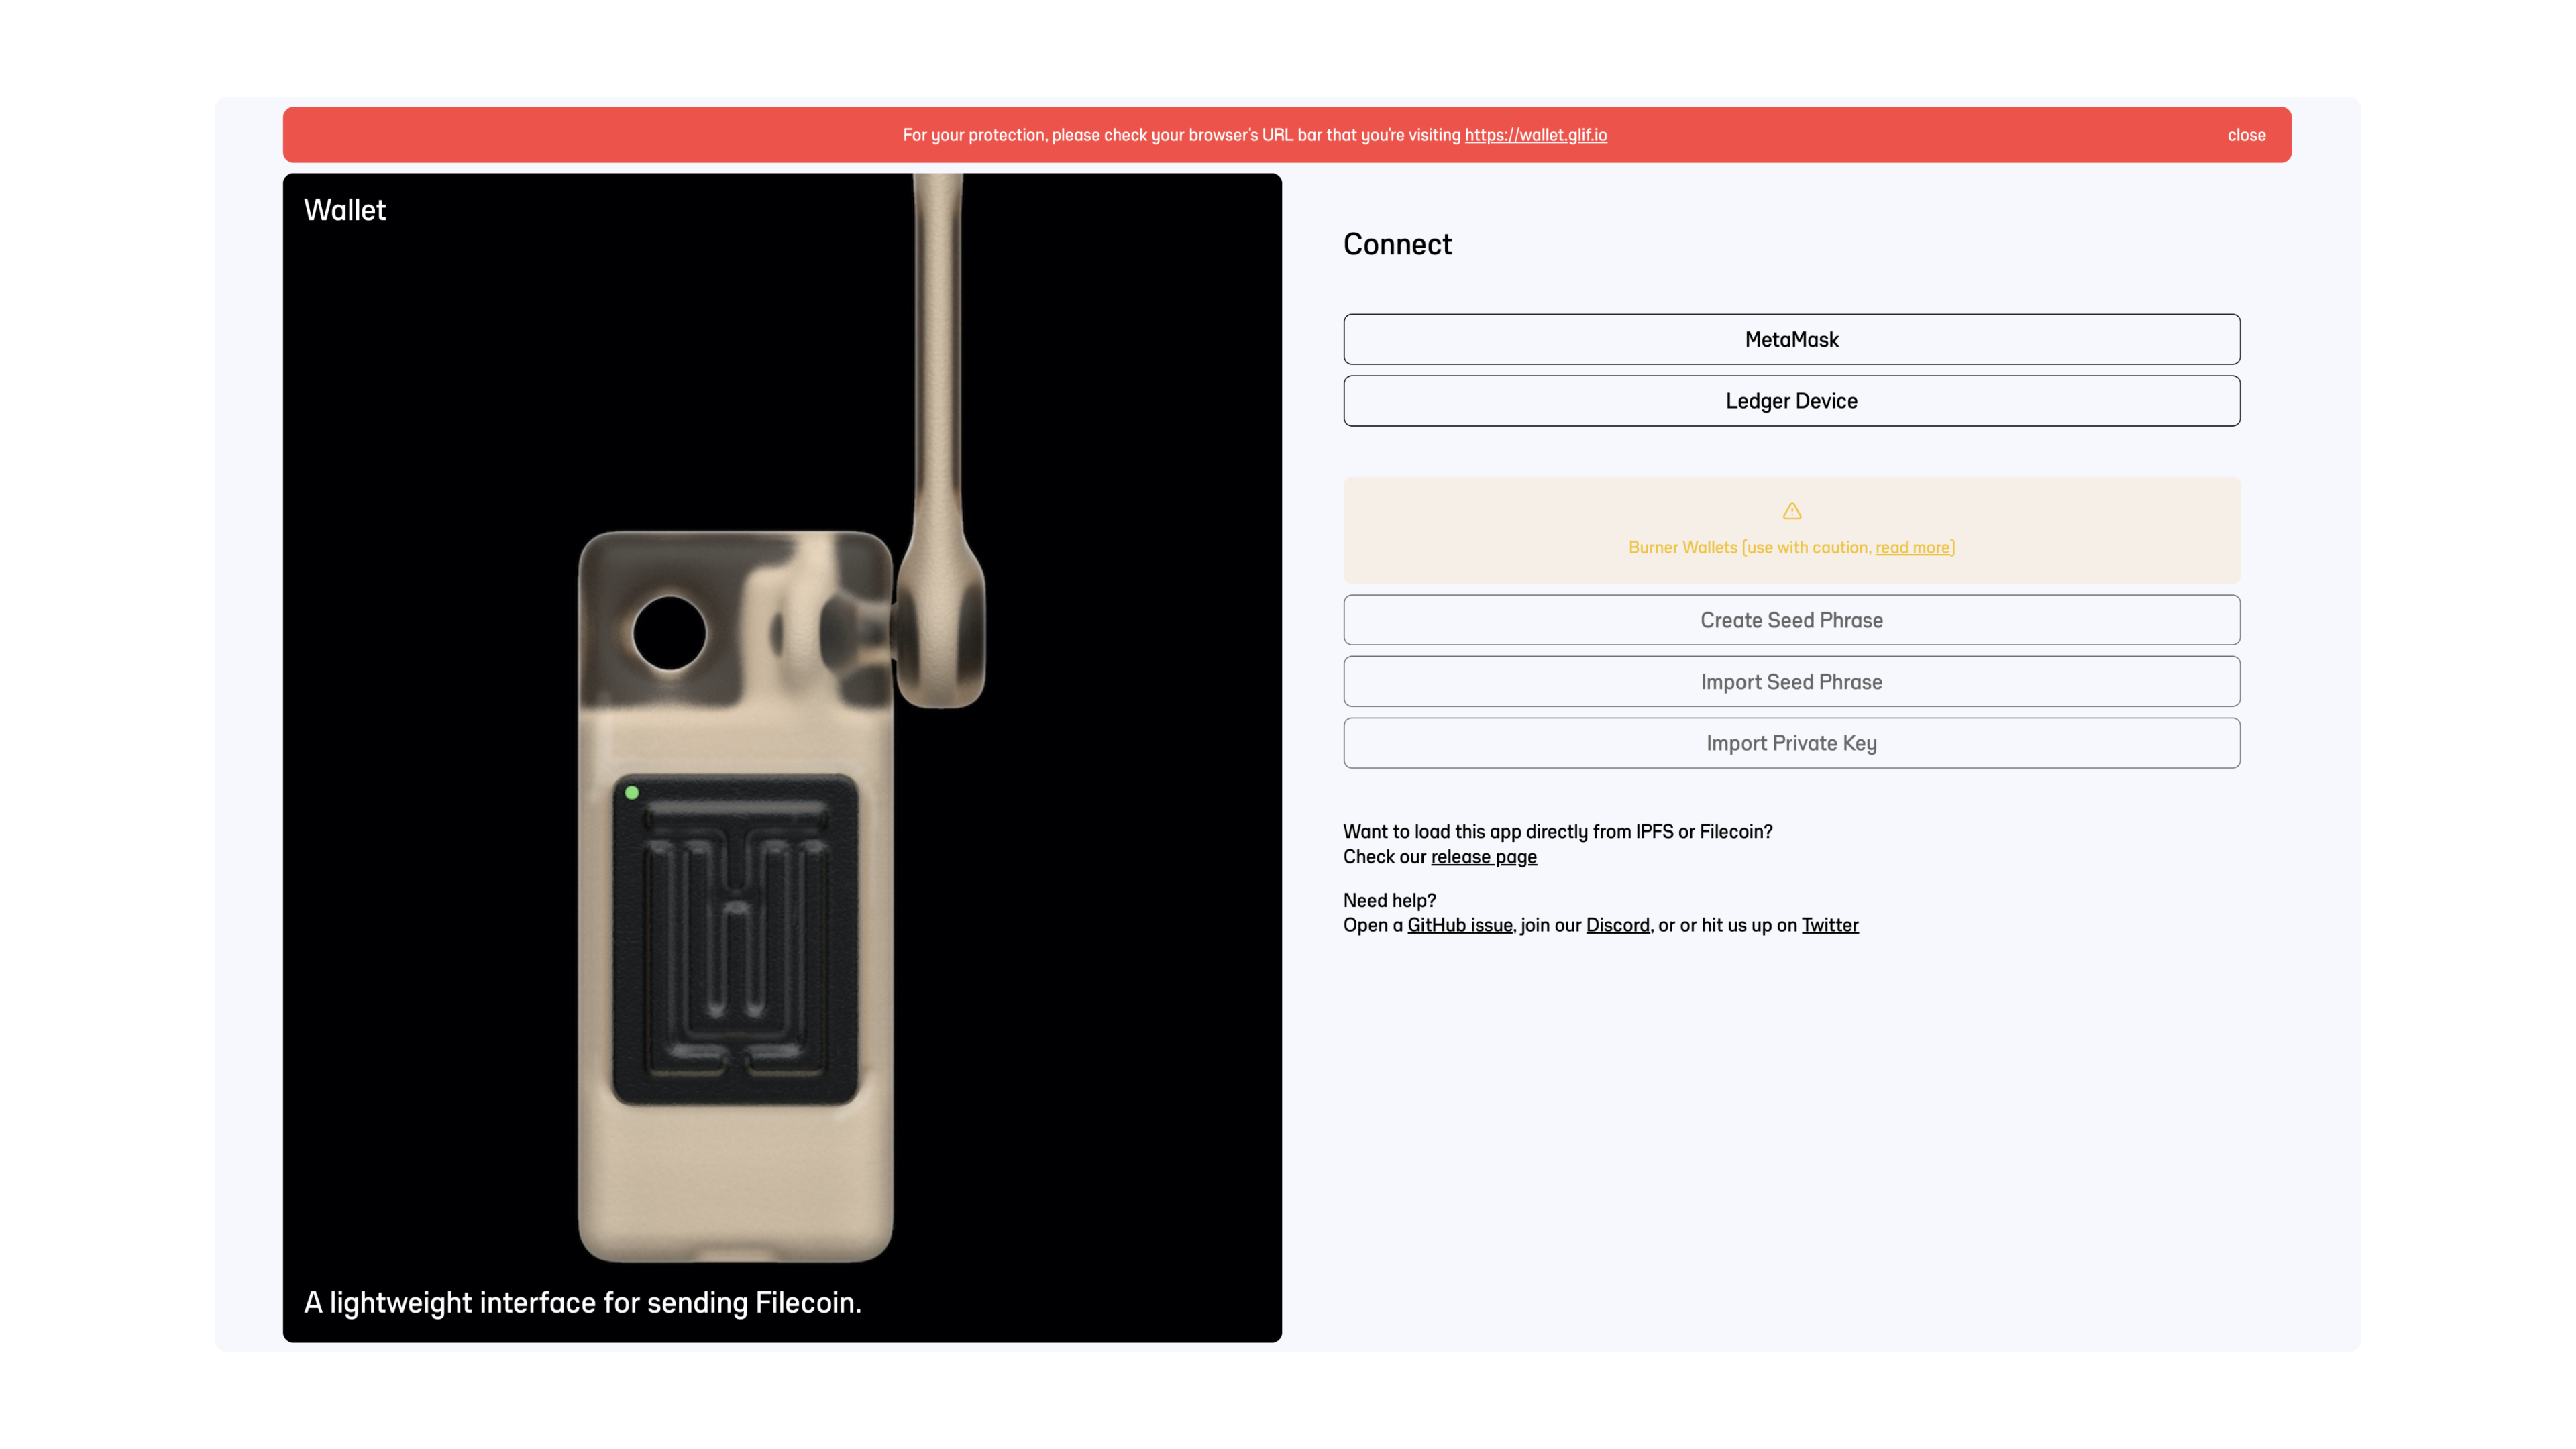 For your protection, please check your browser's URL bar that you're visiting https://wallet.glif.io
close
Wallet
A lightweight interface for sending Filecoin.
Connect
MetaMask
Ledger Device
Burner Wallets (use with caution, read more)
Create Seed Phrase
Import Seed Phrase
Import Private Key
Want to load this app directly from IPFS or Filecoin?
Check our release page
Need help?
Open a GitHub issue, join our Discord, or or hit us up on Twitter